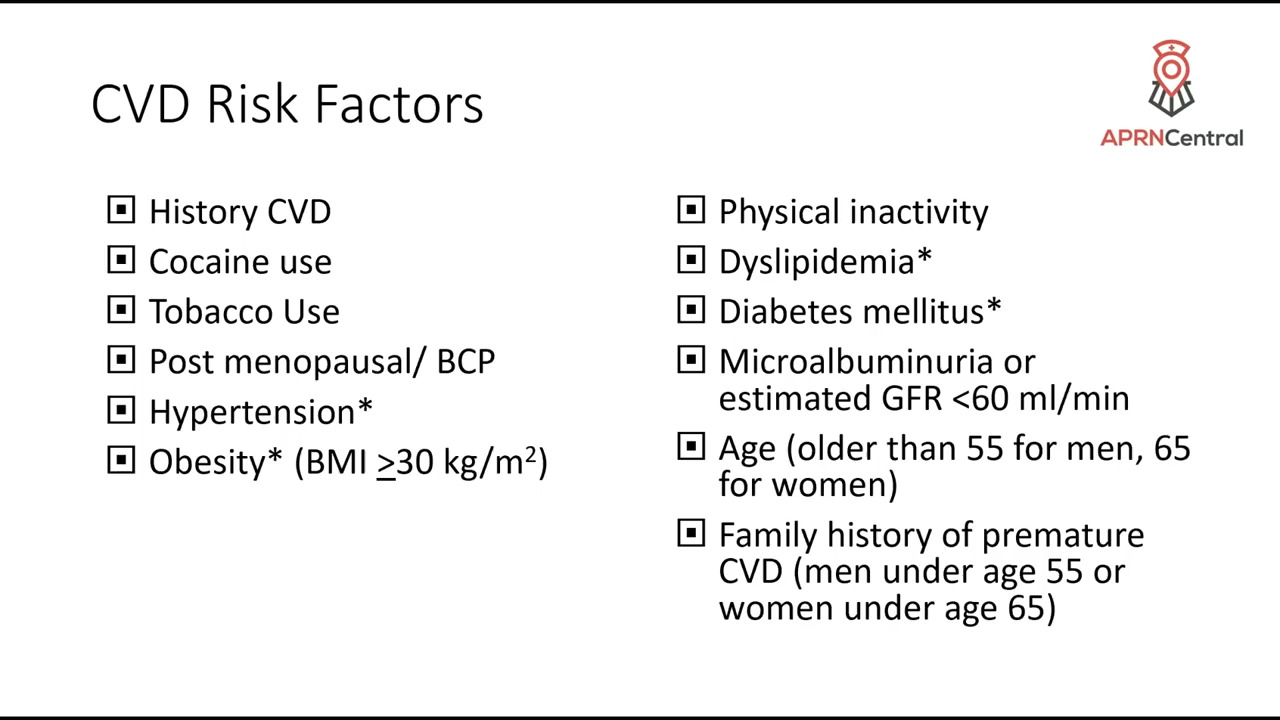 CVD Risk Factors
APRNCentral
History CVD
Cocaine use
Tobacco Use
Post menopausal/ BCP
Hypertension*
Obesity* (BMI ≥30 kg/m²)
Physical inactivity
Dyslipidemia*
Diabetes mellitus*
Microalbuminuria or
estimated GFR <60 ml/min
Age (older than 55 for men, 65
for women)
Family history of premature
CVD (men under age 55 or
women under age 65)